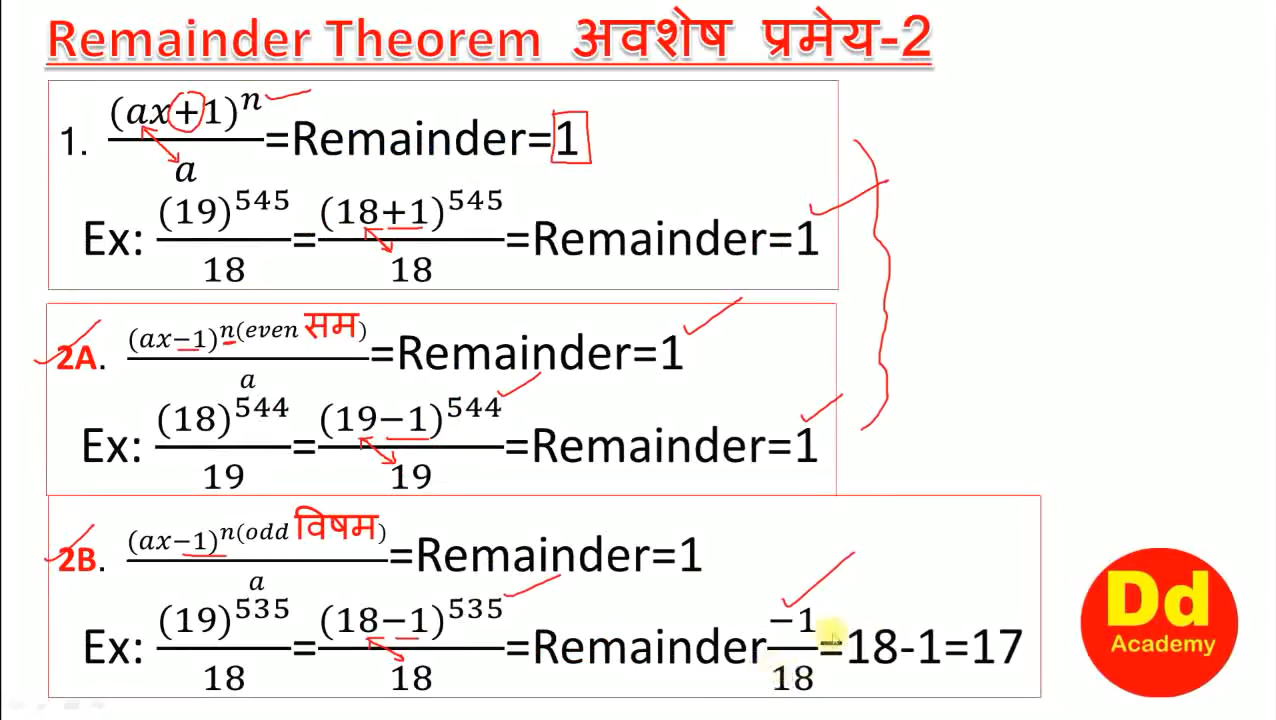 Remainder Theorem अवशेष प्रमेय-2
1. (ax+1)^n / a =Remainder=1
Ex: (19)^545 / 18 = (18+1)^545 / 18 =Remainder=1
2A. (ax−1)^n(even सम) / a =Remainder=1
Ex: (18)^544 / 19 = (19−1)^544 / 19 =Remainder=1
2B. (ax−1)^n(odd विषम) / a =Remainder=1
Ex: (19)^535 / 18 = (18−1)^535 / 18 =Remainder −1 / 18 =18-1=17
Dd
Academy